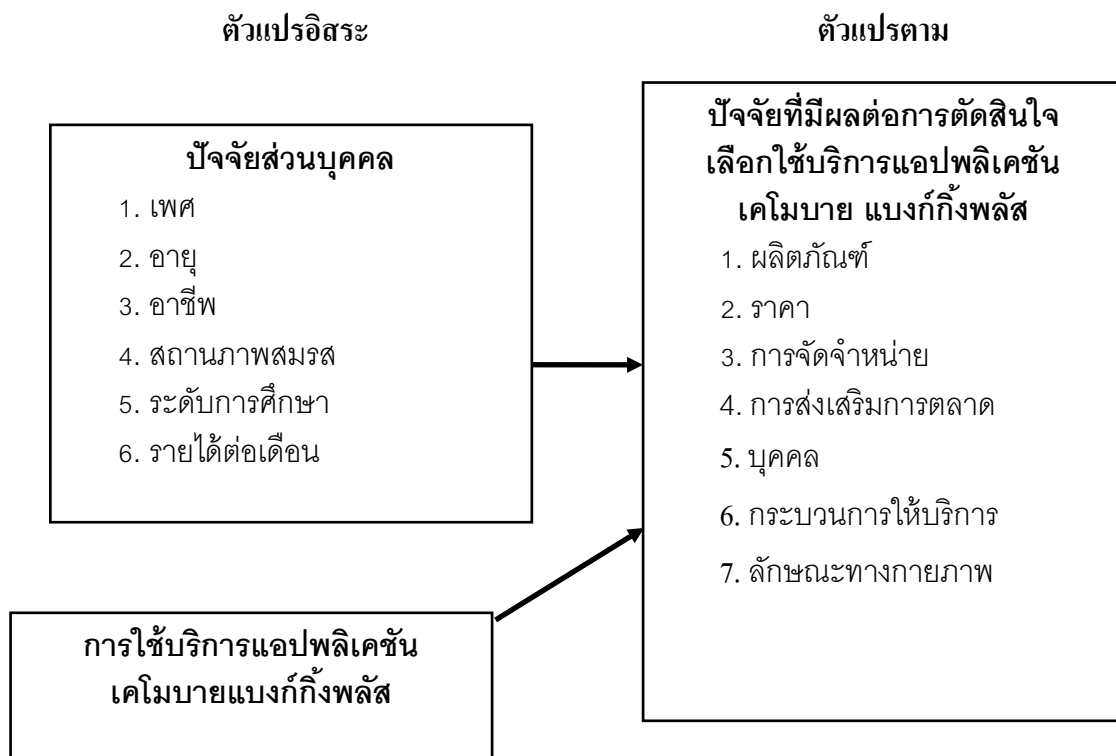 ตัวแปรอิสระ
ตัวแปรตาม
ปัจจัยส่วนบุคคล
1. เพศ
2. อายุ
3. อาชีพ
4. สถานภาพสมรส
5. ระดับการศึกษา
6. รายได้ต่อเดือน
การใช้บริการแอปพลิเคชัน
เคโมบายแบงก์กิ้งพลัส
ปัจจัยที่มีผลต่อการตัดสินใจ
เลือกใช้บริการแอปพลิเคชัน
เคโมบาย แบงก์กิ้งพลัส
1. ผลิตภัณฑ์
2. ราคา
3. การจัดจำหน่าย
4. การส่งเสริมการตลาด
5. บุคคล
6. กระบวนการให้บริการ
7. ลักษณะทางกายภาพ